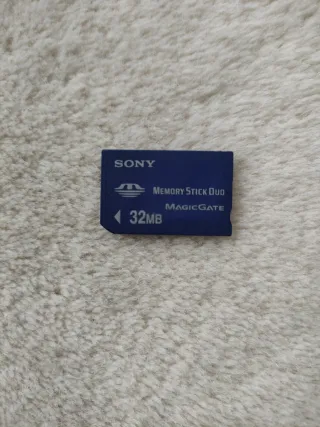 SONY
MEMORY STICK DUO
MAGICGATE
32MB